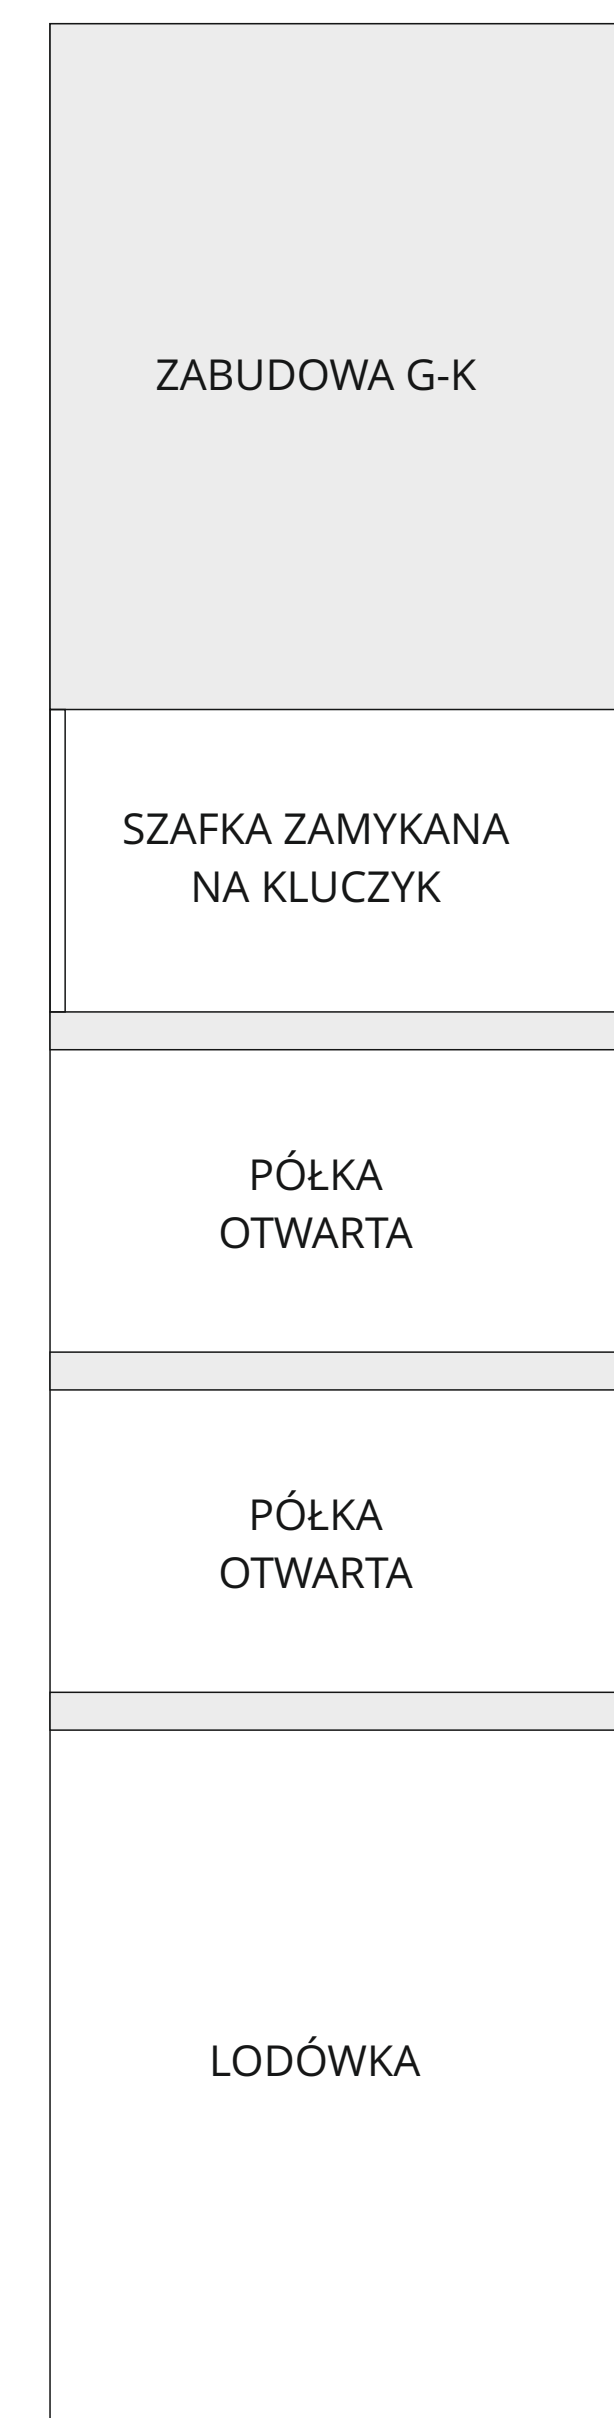 ZABUDOWA G-K
SZAFKA ZAMYKANA
NA KLUCZYK
PÓŁKA
OTWARTA
PÓŁKA
OTWARTA
LODÓWKA